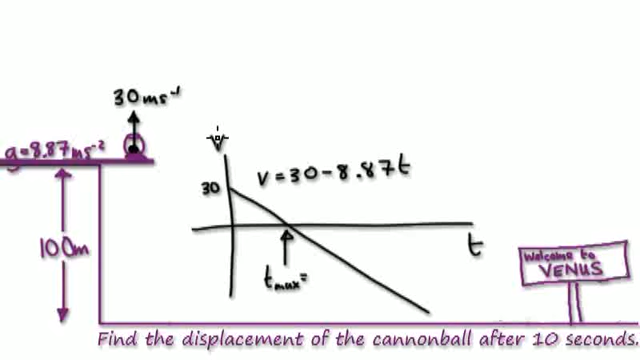 30ms⁻¹
g=8.87ms⁻²
V
30
V = 30 - 8.87t
100m
t
tmax=
Welcome to
VENUS
Find the displacement of the cannonball after 10 seconds.